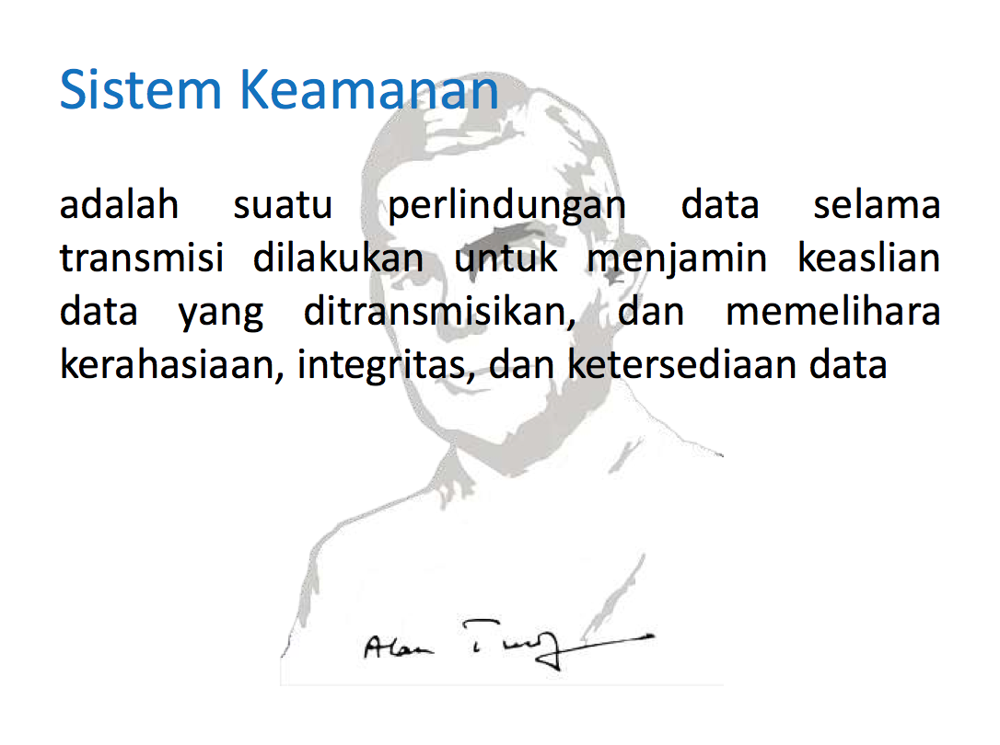 Sistem Keamanan
adalah suatu perlindungan data selama
transmisi dilakukan untuk menjamin keaslian
data yang ditransmisikan, dan memelihara
kerahasiaan, integritas, dan ketersediaan data
Alan Turing